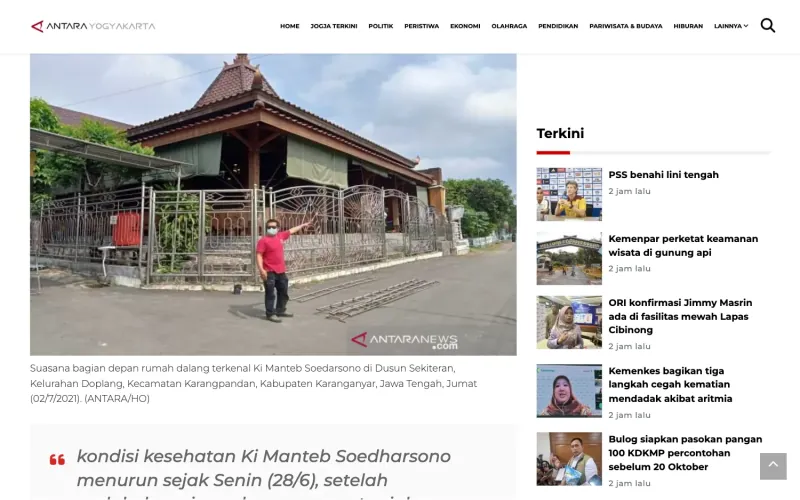 ANTARA YOGYAKARTA
HOME JOGJA TERKINI POLITIK PERISTIWA EKONOMI OLAHRAGA PENDIDIKAN PARIWISATA & BUDAYA HIBURAN LAINNYA
ANTARANEWS
.com
Suasana bagian depan rumah dalang terkenal Ki Manteb Soedarsono di Dusun Sekiteran,
Kelurahan Doplang, Kecamatan Karangpandan, Kabupaten Karanganyar, Jawa Tengah, Jumat
(02/7/2021). (ANTARA/HO)
kondisi kesehatan Ki Manteb Soedharsono
menurun sejak Senin (28/6), setelah
Terkini
PSS benahi lini tengah
2 jam lalu
Kemenpar perketat keamanan
wisata di gunung api
2 jam lalu
ORI konfirmasi Jimmy Masrin
ada di fasilitas mewah Lapas
Cibinong
2 jam lalu
Kemenkes bagikan tiga
langkah cegah kematian
mendadak akibat aritmia
2 jam lalu
Bulog siapkan pasokan pangan
100 KDKMP percontohan
sebelum 20 Oktober
2 jam lalu